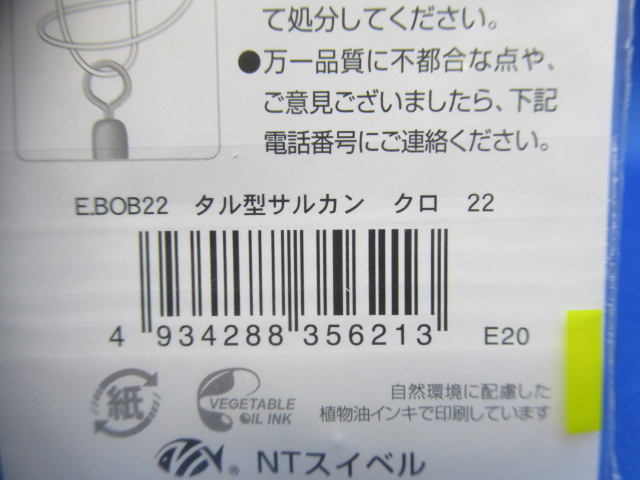 て処分してください。
●万一品質に不都合な点や、
ご意見ございましたら、下記
電話番号にご連絡ください。
E.BOB22 タル型サルカン クロ 22
4 934288 356213 E20
紙
VEGETABLE
OIL INK
自然環境に配慮した
植物油インキで印刷しています
® NTスイベル